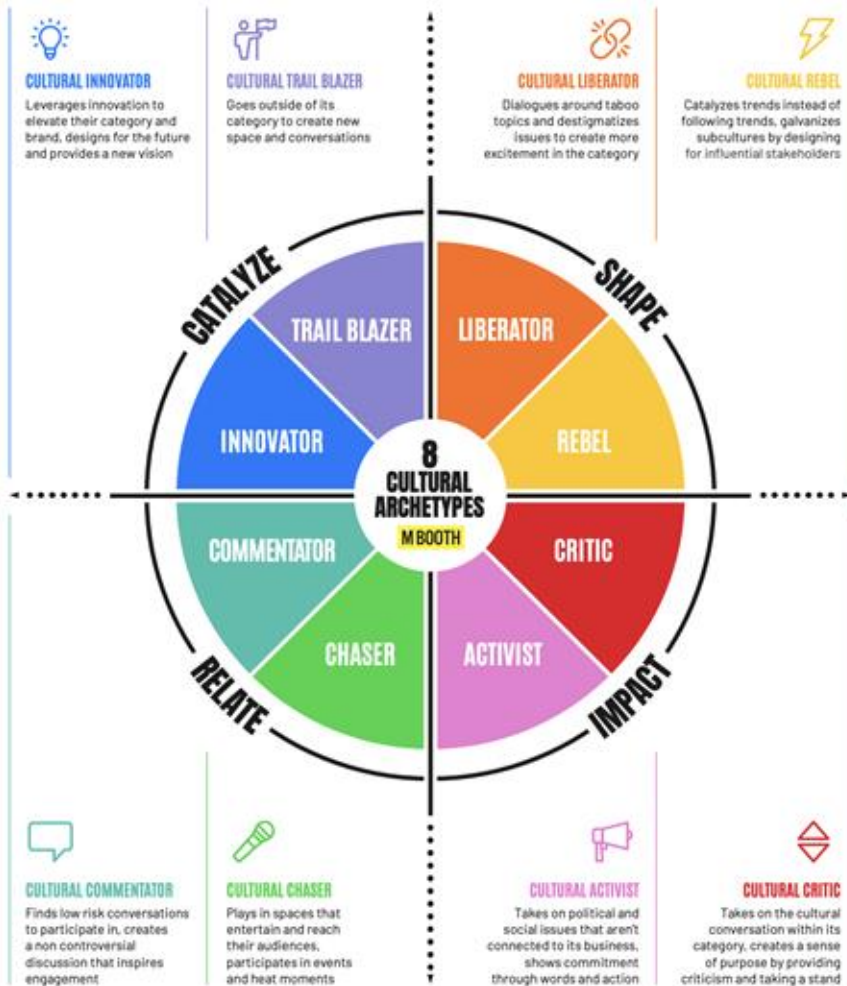 CULTURAL INNOVATOR
Leverages innovation to
elevate their category and
brand, designs for the future
and provides a new vision
CULTURAL TRAIL BLAZER
Goes outside of its
category to create new
space and conversations
CULTURAL LIBERATOR
Dialogues around taboo
topics and destigmatizes
issues to create more
excitement in the category
CULTURAL REBEL
Catalyzes trends instead of
following trends, galvanizes
subcultures by designing
for influential stakeholders
CATALYZE
SHAPE
TRAIL BLAZER
LIBERATOR
INNOVATOR
REBEL
8
CULTURAL
ARCHETYPES
M BOOTH
COMMENTATOR
CRITIC
CHASER
ACTIVIST
RELATE
IMPACT
CULTURAL COMMENTATOR
Finds low risk conversations
to participate in, creates
a non controversial
discussion that inspires
engagement
CULTURAL CHASER
Plays in spaces that
entertain and reach
their audiences,
participates in events
and heat moments
CULTURAL ACTIVIST
Takes on political and
social issues that aren't
connected to its business,
shows commitment
through words and action
CULTURAL CRITIC
Takes on the cultural
conversation within its
category, creates a sense
of purpose by providing
criticism and taking a stand